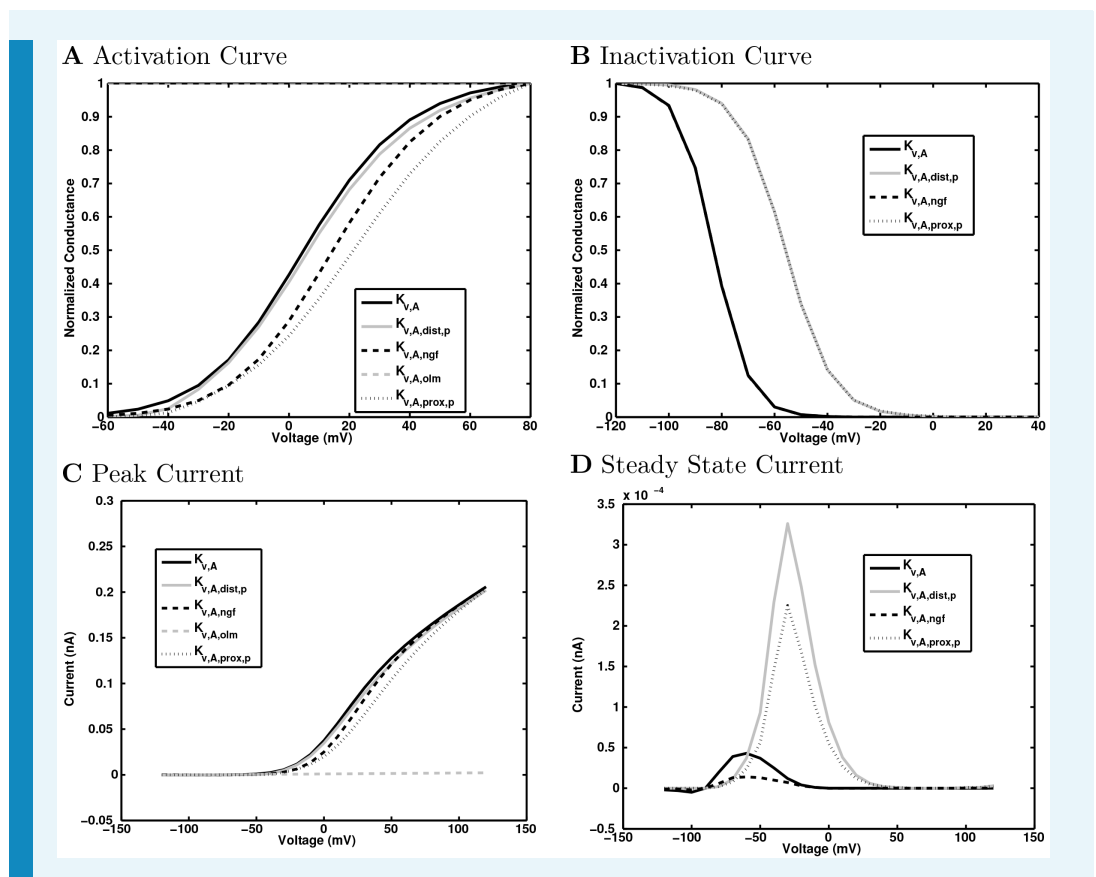 A Activation Curve
1
0.9
0.8
0.7
0.6
0.5
0.4
0.3
0.2
0.1
0
−60 −40 −20 0 20 40 60 80
Voltage (mV)
Normalized Conductance
Kv,A
Kv,A,dist,p
Kv,A,ngf
Kv,A,olm
Kv,A,prox,p
B Inactivation Curve
1
0.9
0.8
0.7
0.6
0.5
0.4
0.3
0.2
0.1
0
−120 −100 −80 −60 −40 −20 0 20 40
Voltage (mV)
Normalized Conductance
Kv,A
Kv,A,dist,p
Kv,A,ngf
Kv,A,prox,p
C Peak Current
0.3
0.25
0.2
0.15
0.1
0.05
0
−0.05
−150 −100 −50 0 50 100 150
Voltage (mV)
Current (nA)
Kv,A
Kv,A,dist,p
Kv,A,ngf
Kv,A,olm
Kv,A,prox,p
D Steady State Current
x 10 −4
3.5
3
2.5
2
1.5
1
0.5
0
−0.5
−150 −100 −50 0 50 100 150
Voltage (mV)
Current (nA)
Kv,A
Kv,A,dist,p
Kv,A,ngf
Kv,A,prox,p